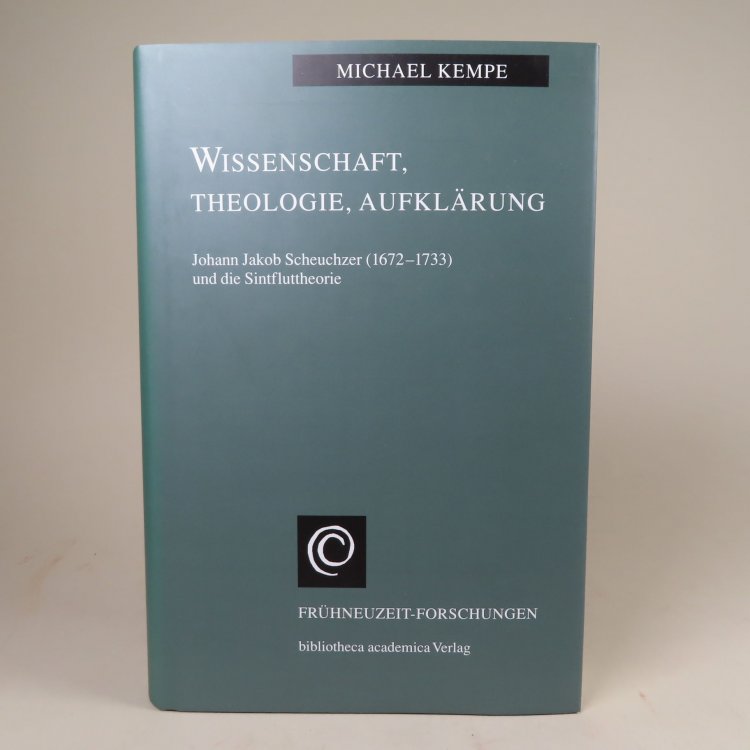 MICHAEL KEMPE
WISSENSCHAFT,
THEOLOGIE, AUFKLÄRUNG
Johann Jakob Scheuchzer (1672–1733)
und die Sintfluttheorie
FRÜHNEUZEIT-FORSCHUNGEN
bibliotheca academica Verlag